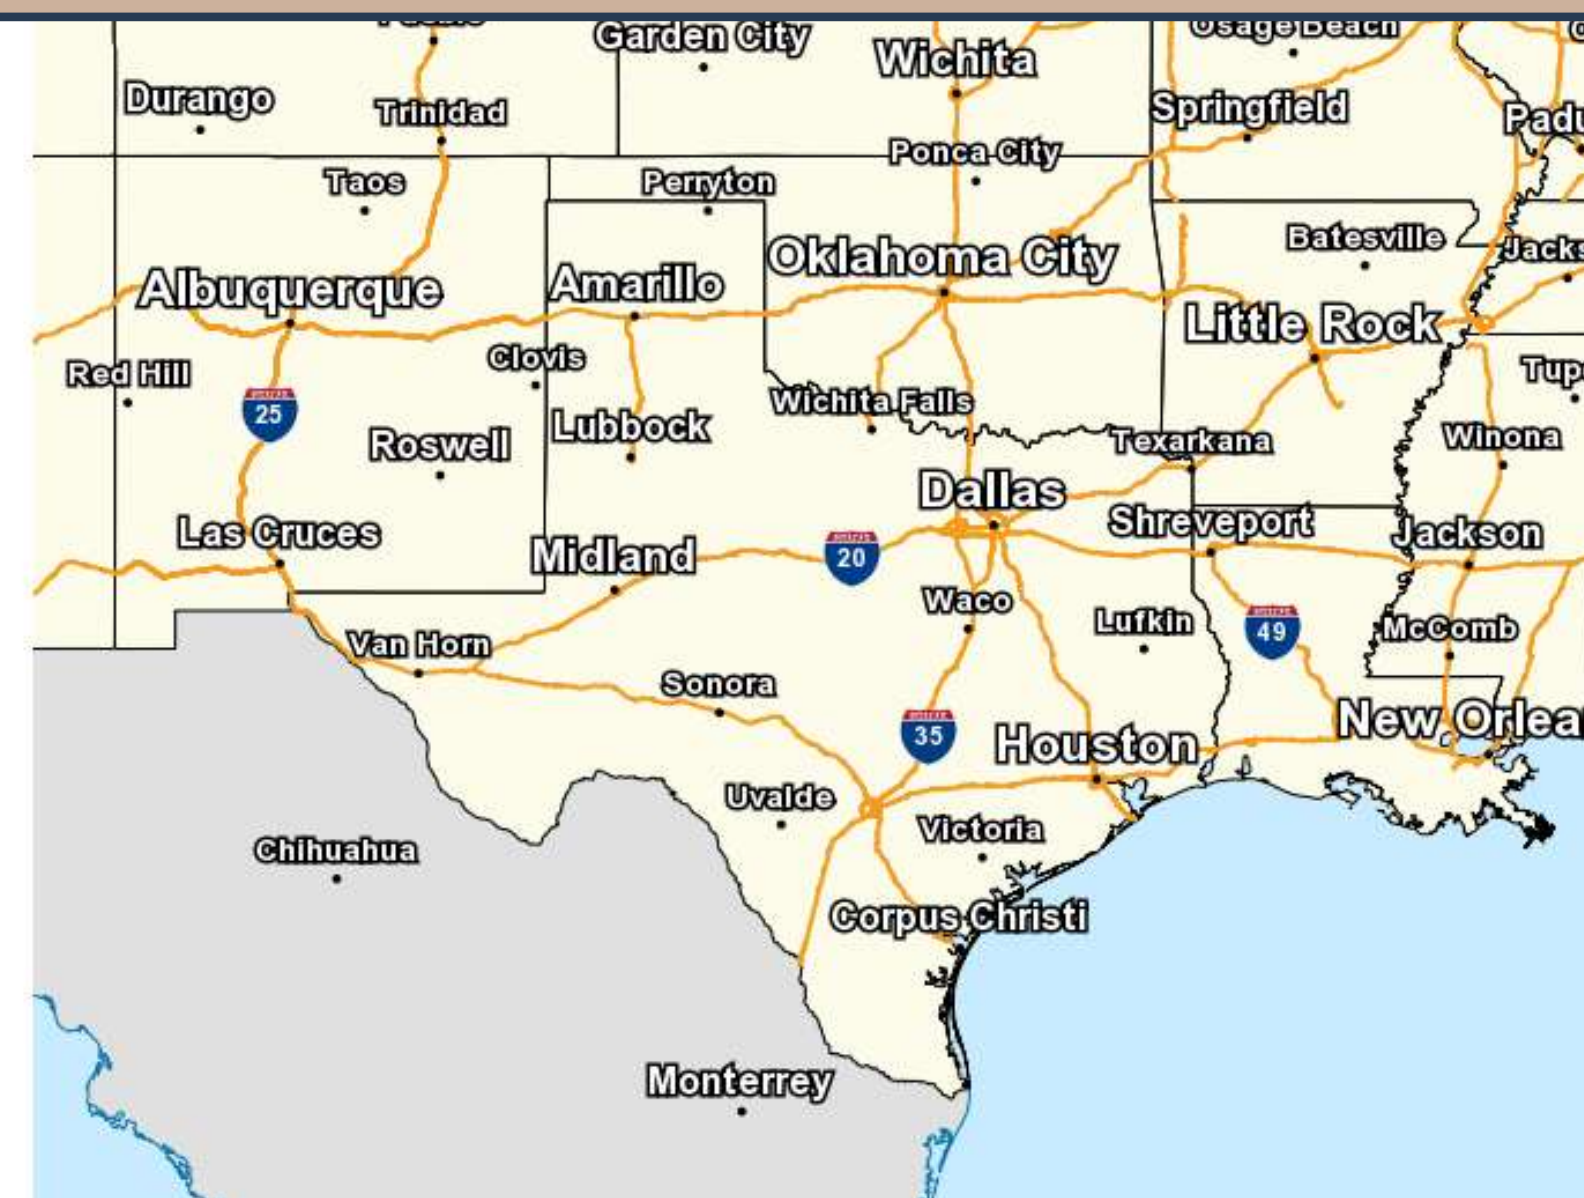 Garden City
Osage Beach
Wichita
Durango
Trinidad
Springfield
Ponca City
Taos
Perryton
Batesville
Oklahoma City
Albuquerque
Amarillo
Little Rock
Clovis
Red Hill
25
Wichita Falls
Lubbock
Roswell
Texarkana
Winona
Dallas
Shreveport
Las Cruces
Jackson
Midland
20
Waco
Lufkin
49
McComb
Van Horn
Sonora
35
Houston
New Orlea
Uvalde
Victoria
Chihuahua
Corpus Christi
Monterrey